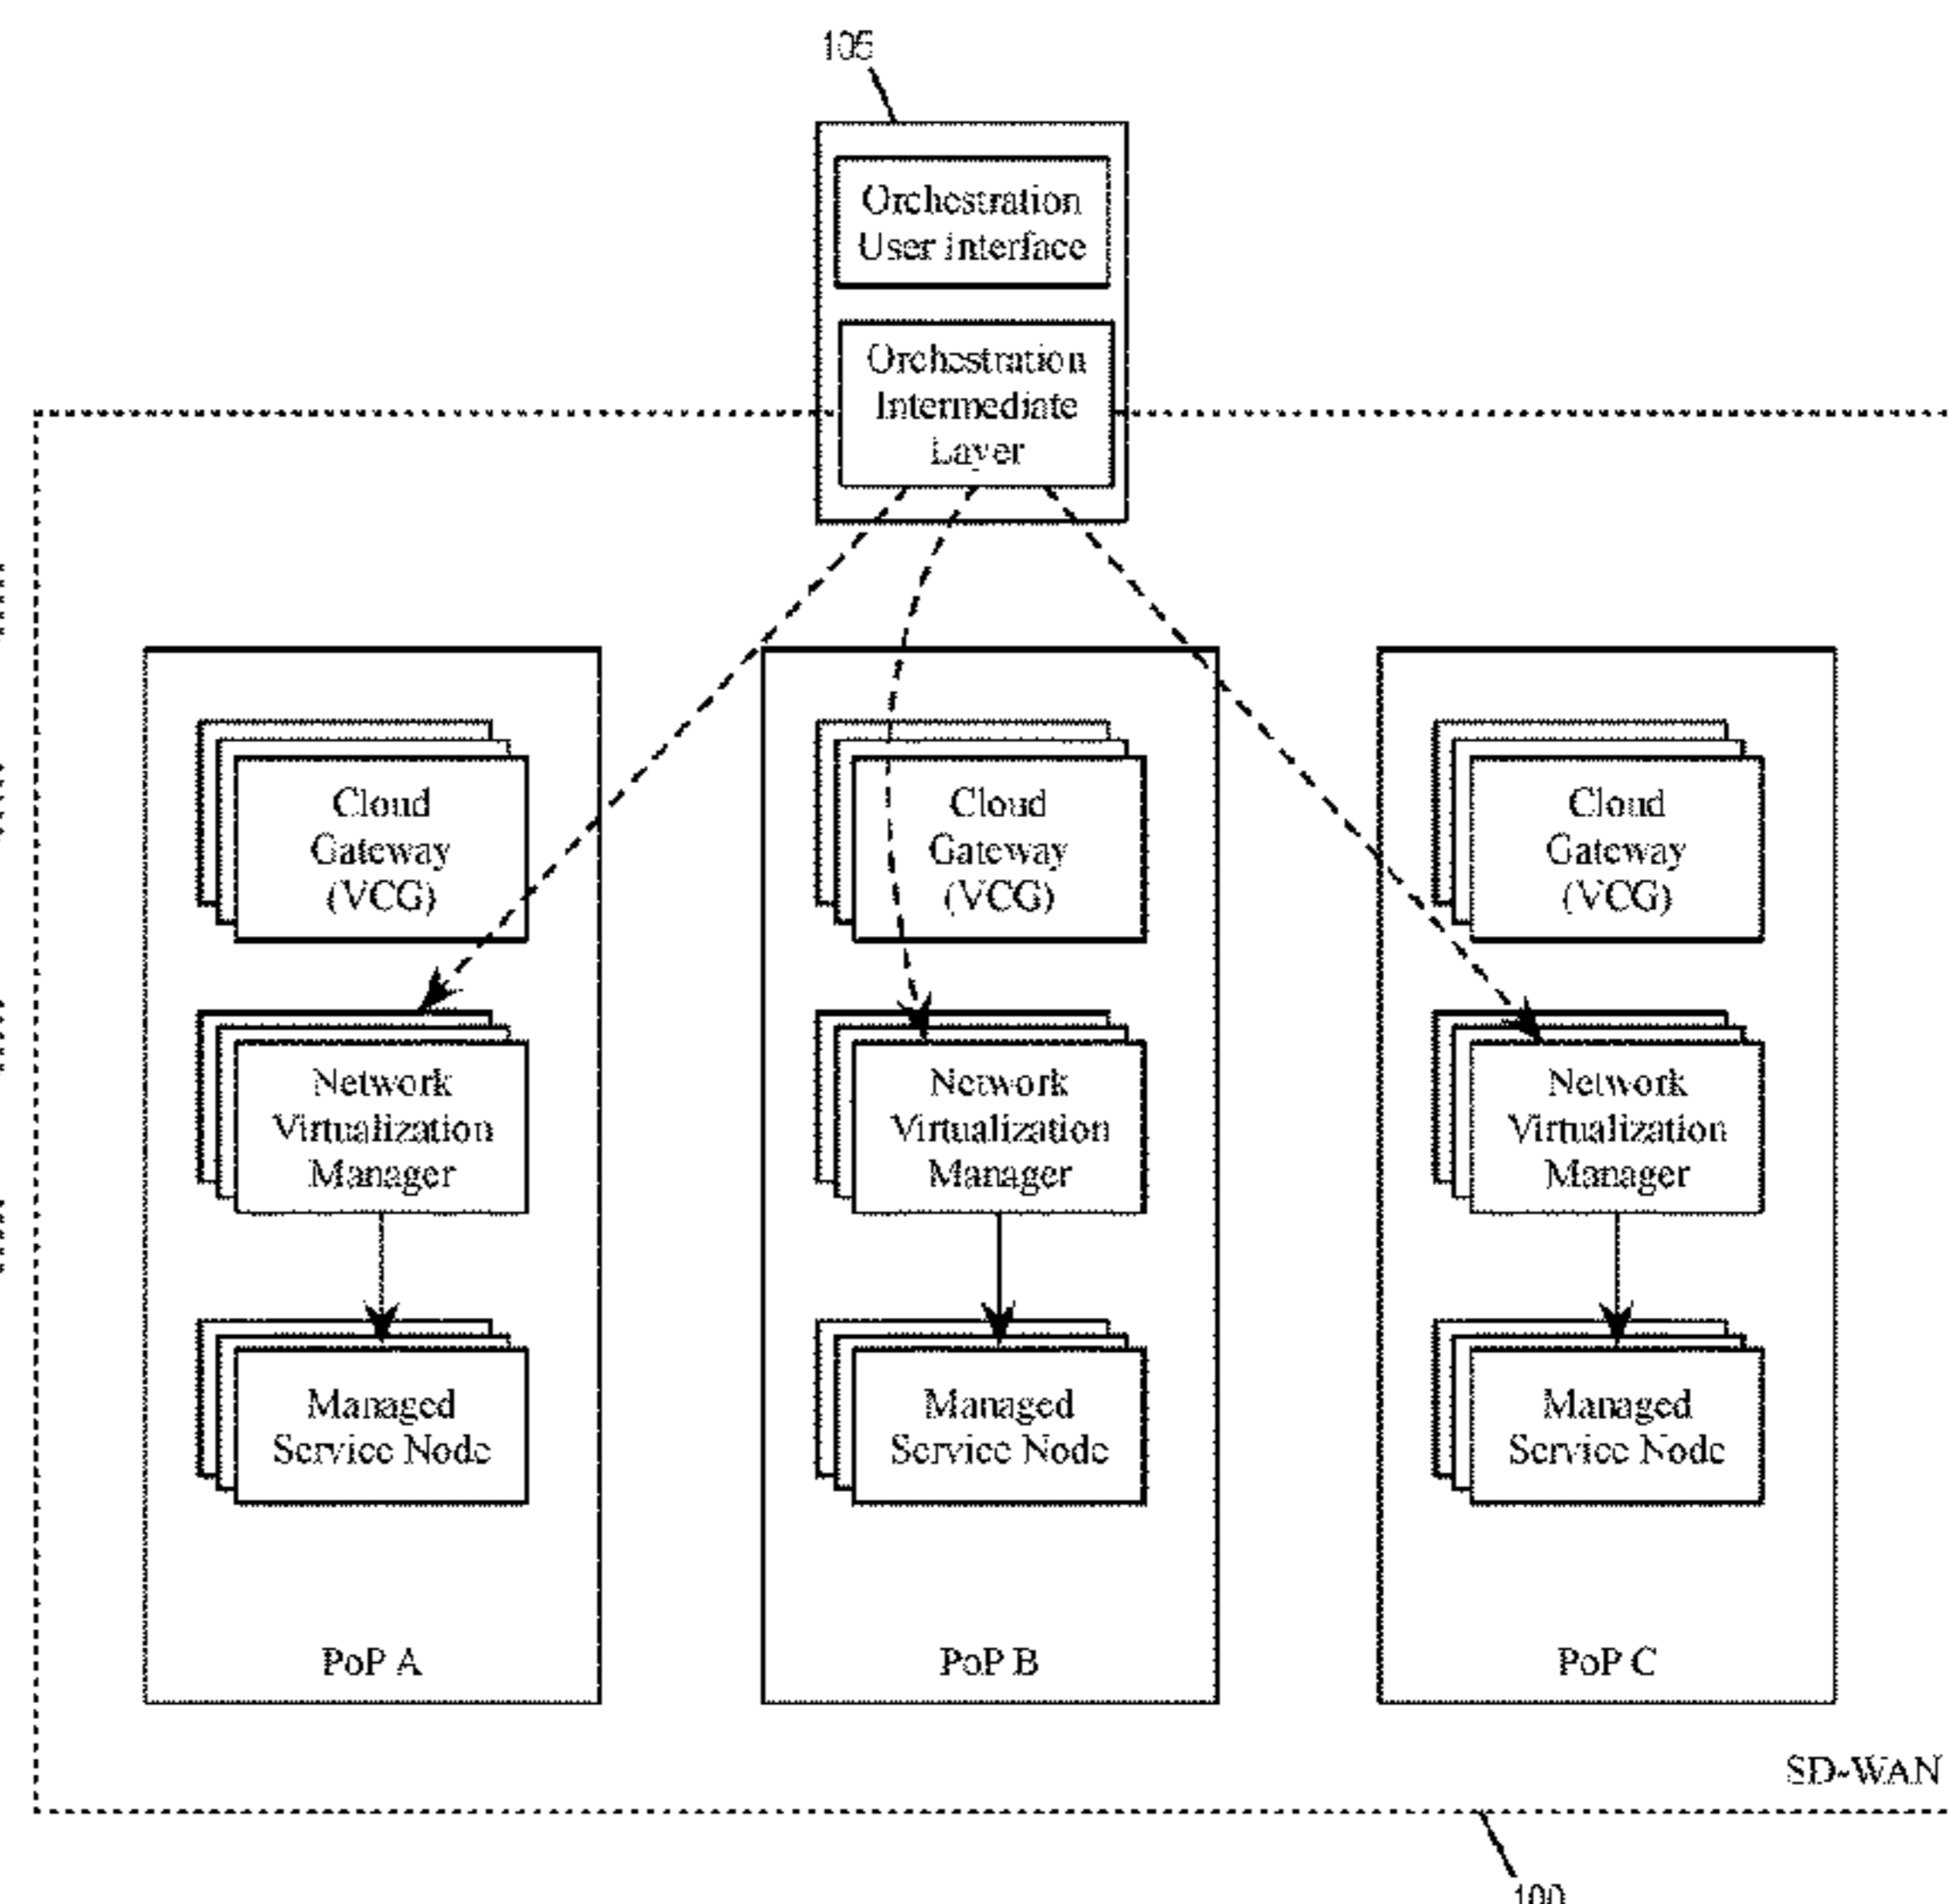 105
Orchestration
User interface
Orchestration
Intermediate
Layer
Cloud
Gateway
(VCG)
Cloud
Gateway
(VCG)
Cloud
Gateway
(VCG)
Network
Virtualization
Manager
Network
Virtualization
Manager
Network
Virtualization
Manager
Managed
Service Node
Managed
Service Node
Managed
Service Node
PoP A
PoP B
PoP C
SD-WAN
100